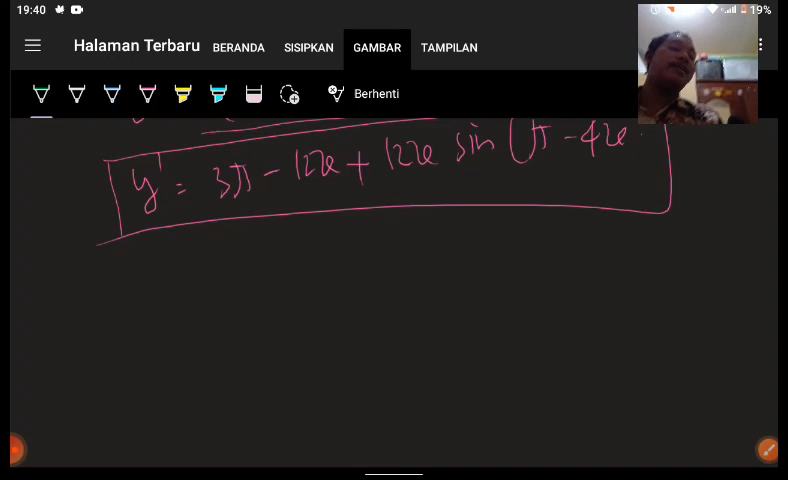 19:40 19%
Halaman Terbaru BERANDA SISIPKAN GAMBAR TAMPILAN
Berhenti
y' = 3π - 12x + 12x sin (π - 4x